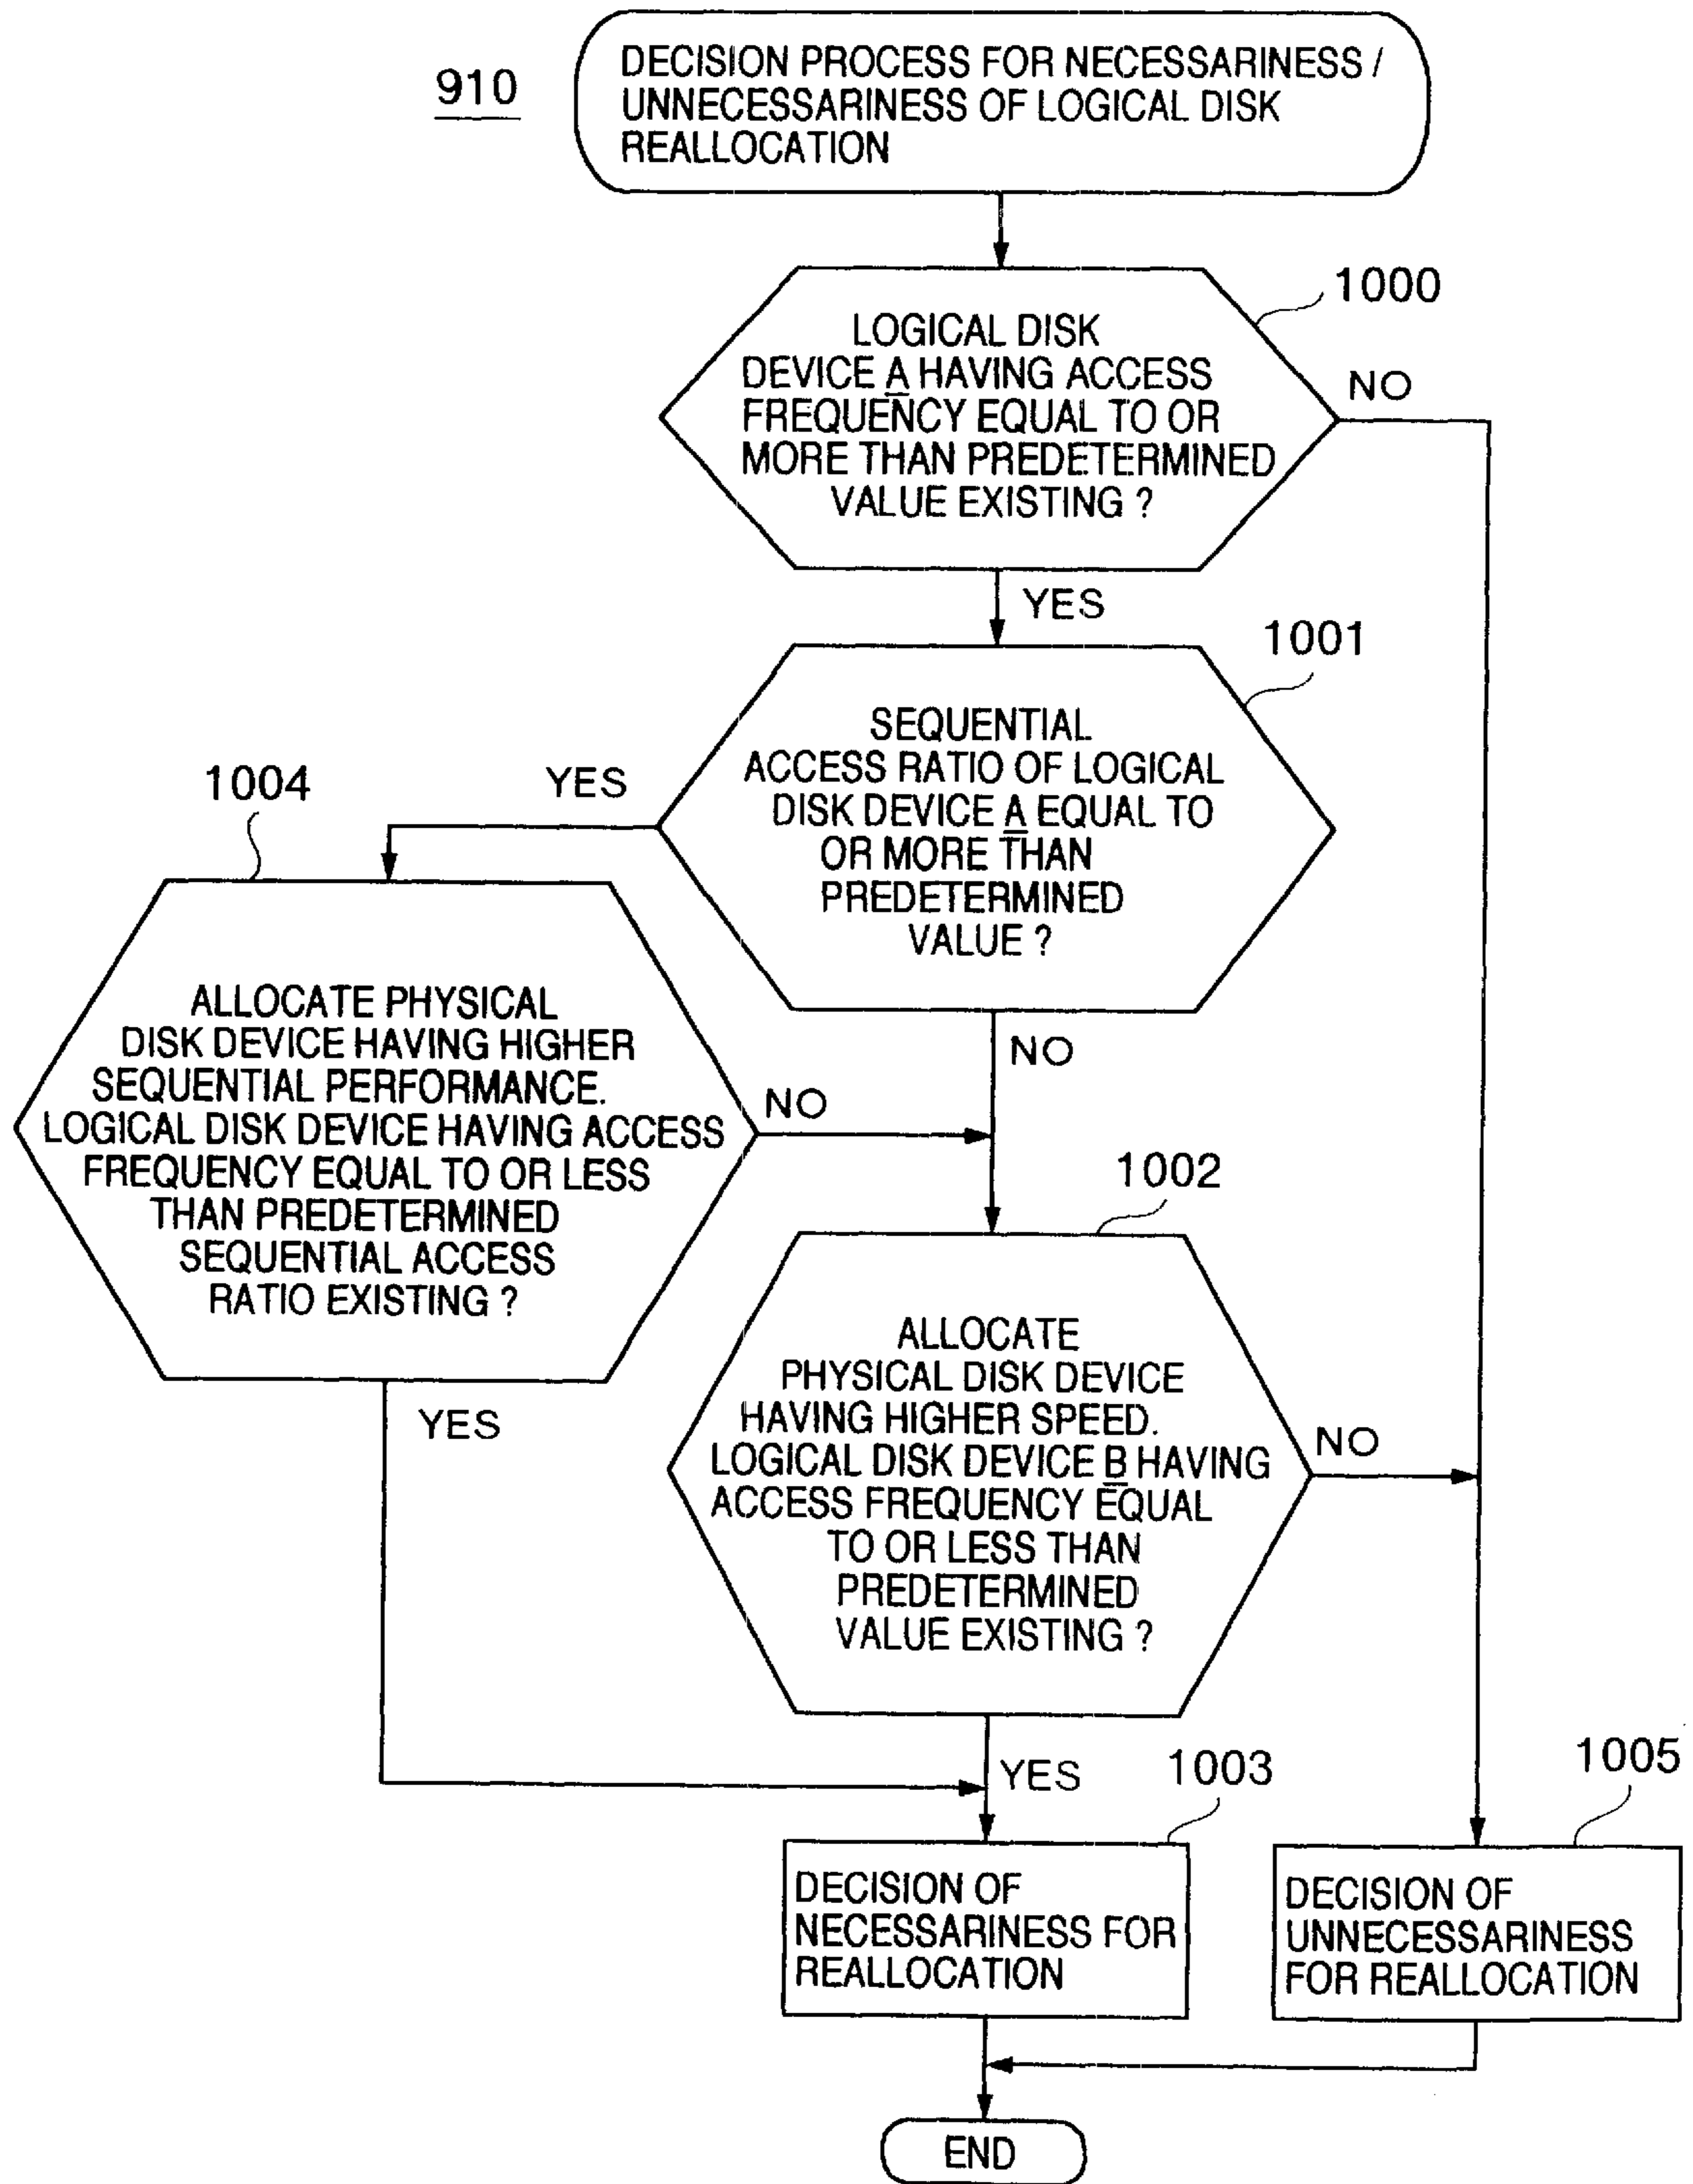 910
DECISION PROCESS FOR NECESSARINESS /
UNNECESSARINESS OF LOGICAL DISK
REALLOCATION
1000
LOGICAL DISK
DEVICE A HAVING ACCESS
FREQUENCY EQUAL TO OR
MORE THAN PREDETERMINED
VALUE EXISTING ?
NO
YES
1001
SEQUENTIAL
ACCESS RATIO OF LOGICAL
DISK DEVICE A EQUAL TO
OR MORE THAN
PREDETERMINED
VALUE ?
YES
NO
1004
ALLOCATE PHYSICAL
DISK DEVICE HAVING HIGHER
SEQUENTIAL PERFORMANCE.
LOGICAL DISK DEVICE HAVING ACCESS
FREQUENCY EQUAL TO OR LESS
THAN PREDETERMINED
SEQUENTIAL ACCESS
RATIO EXISTING ?
NO
YES
1002
ALLOCATE
PHYSICAL DISK DEVICE
HAVING HIGHER SPEED.
LOGICAL DISK DEVICE B HAVING
ACCESS FREQUENCY EQUAL
TO OR LESS THAN
PREDETERMINED
VALUE EXISTING ?
NO
YES
1003
DECISION OF
NECESSARINESS FOR
REALLOCATION
1005
DECISION OF
UNNECESSARINESS
FOR REALLOCATION
END